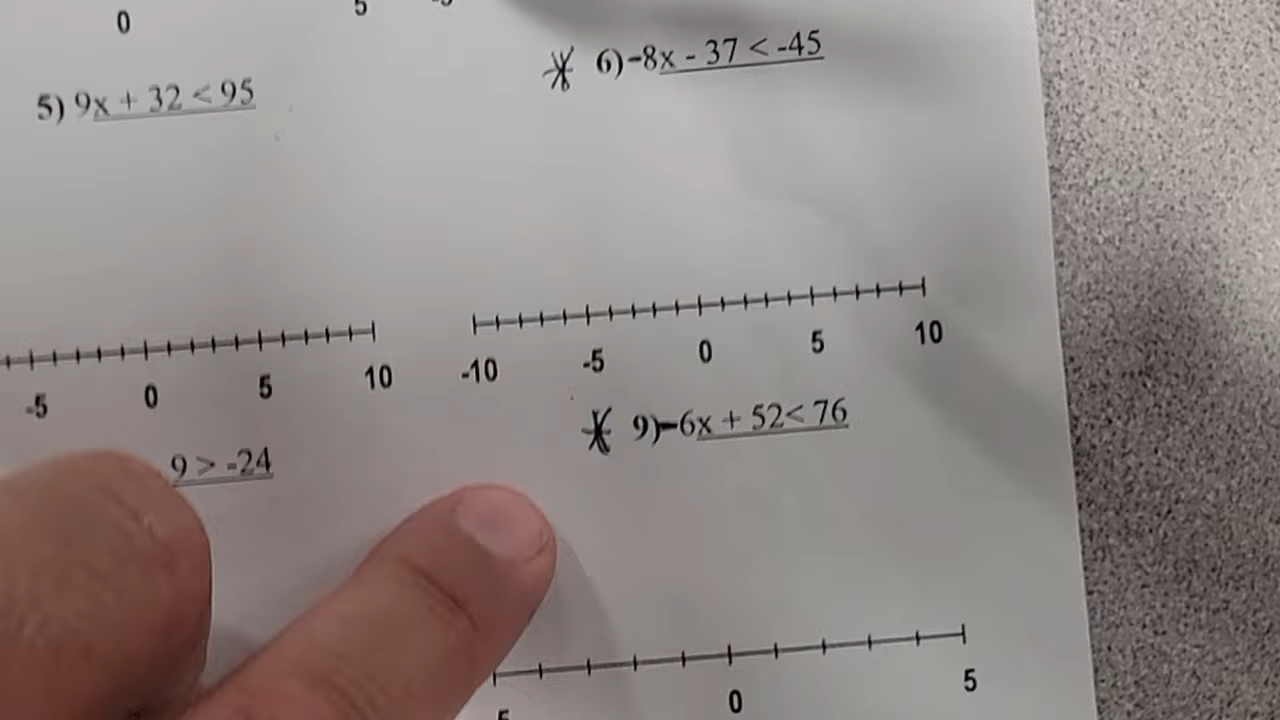 0 5
6) -8x - 37 < -45
5) 9x + 32 < 95
-5 0 5 10
-10 -5 0 5 10
9) -6x + 52 < 76
9 > -24
0 5